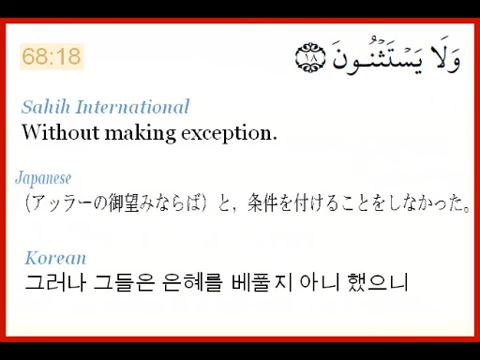 68:18
وَلَا يَسْتَثْنُونَ ١٨
Sahih International
Without making exception.
Japanese
（アッラーの御望みならば）と，条件を付けることをしなかった。
Korean
그러나 그들은 은혜를 베풀지 아니 했으니